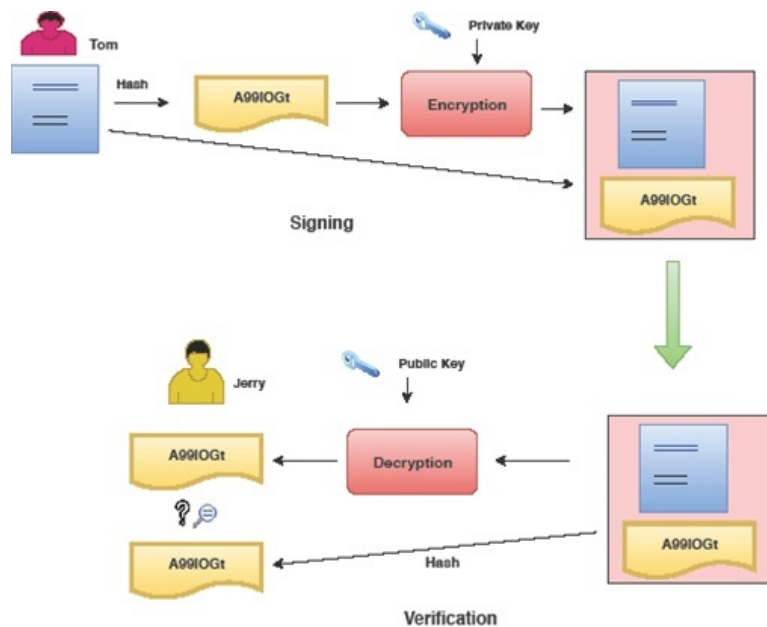 Tom
Private Key
Hash
A99IOGt
Encryption
A99IOGt
Signing
Jerry
Public Key
A99IOGt
Decryption
A99IOGt
A99IOGt
Hash
Verification